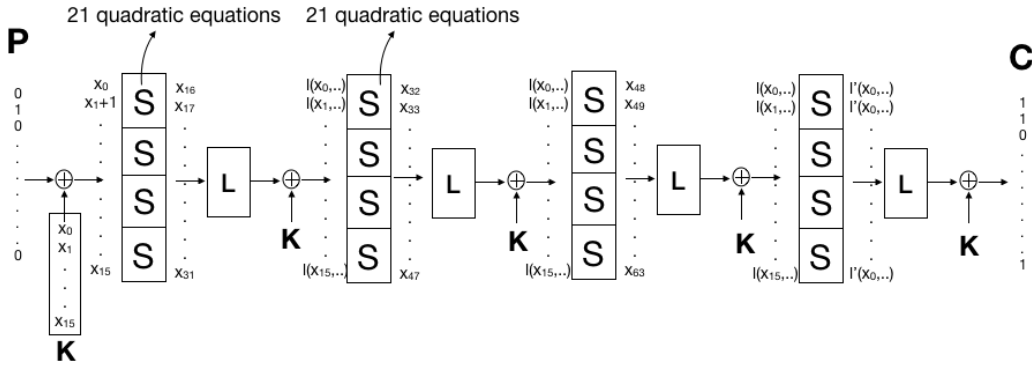 21 quadratic equations
21 quadratic equations
P
C
0
1
0
.
.
.
.
.
.
0
x₀
x₁
.
.
.
.
x₁₅
K
x₀
x₁+1
.
.
.
.
x₁₅
S
S
S
S
x₁₆
x₁₇
.
.
.
.
x₃₁
L
K
l(x₀,..)
l(x₁,..)
.
.
.
.
l(x₁₅,..)
S
S
S
S
x₃₂
x₃₃
.
.
.
.
x₄₇
L
K
l(x₀,..)
l(x₁,..)
.
.
.
.
l(x₁₅,..)
S
S
S
S
x₄₈
x₄₉
.
.
.
.
x₆₃
L
K
l(x₀,..)
l(x₁,..)
.
.
.
.
l(x₁₅,..)
S
S
S
S
l'(x₀,..)
l'(x₀,..)
.
.
.
.
l'(x₀,..)
L
K
1
1
0
.
.
.
.
.
.
.1